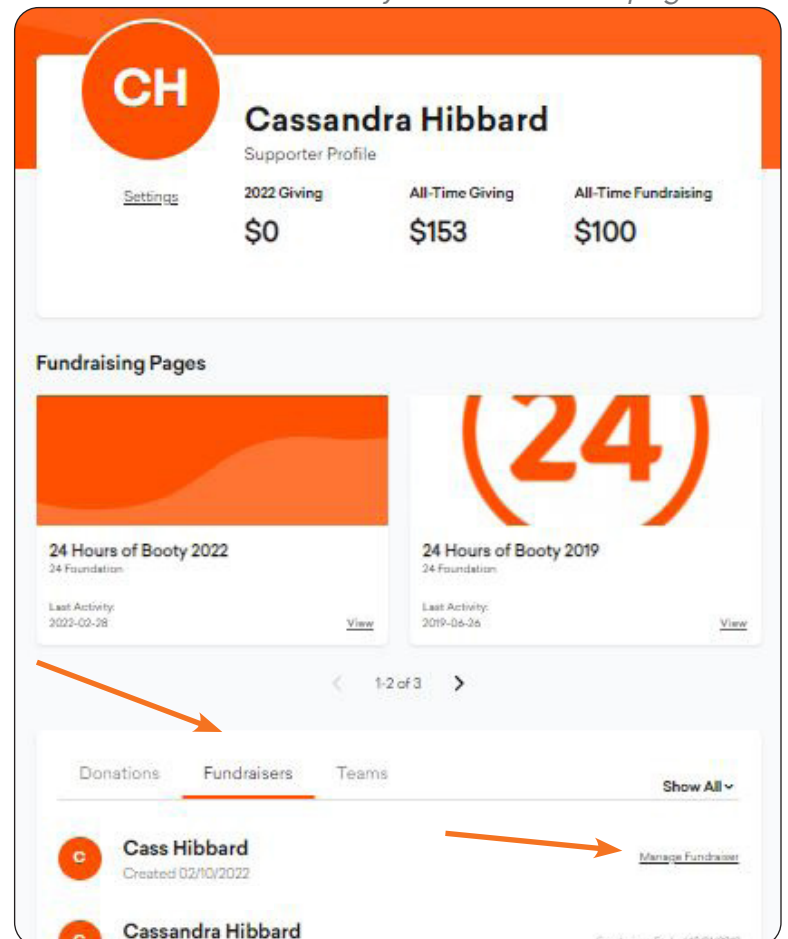 CH
Cassandra Hibbard
Supporter Profile
Settings
2022 Giving All-Time Giving All-Time Fundraising
$0 $153 $100
Fundraising Pages
(24)
24 Hours of Booty 2022 24 Hours of Booty 2019
24 Foundation 24 Foundation
Last Activity: Last Activity:
2022-02-28 View 2019-06-26 View
< 1-2 of 3 >
Donations Fundraisers Teams Show All
C Cass Hibbard Manage Fundraiser
Created 02/10/2022
Cassandra Hibbard